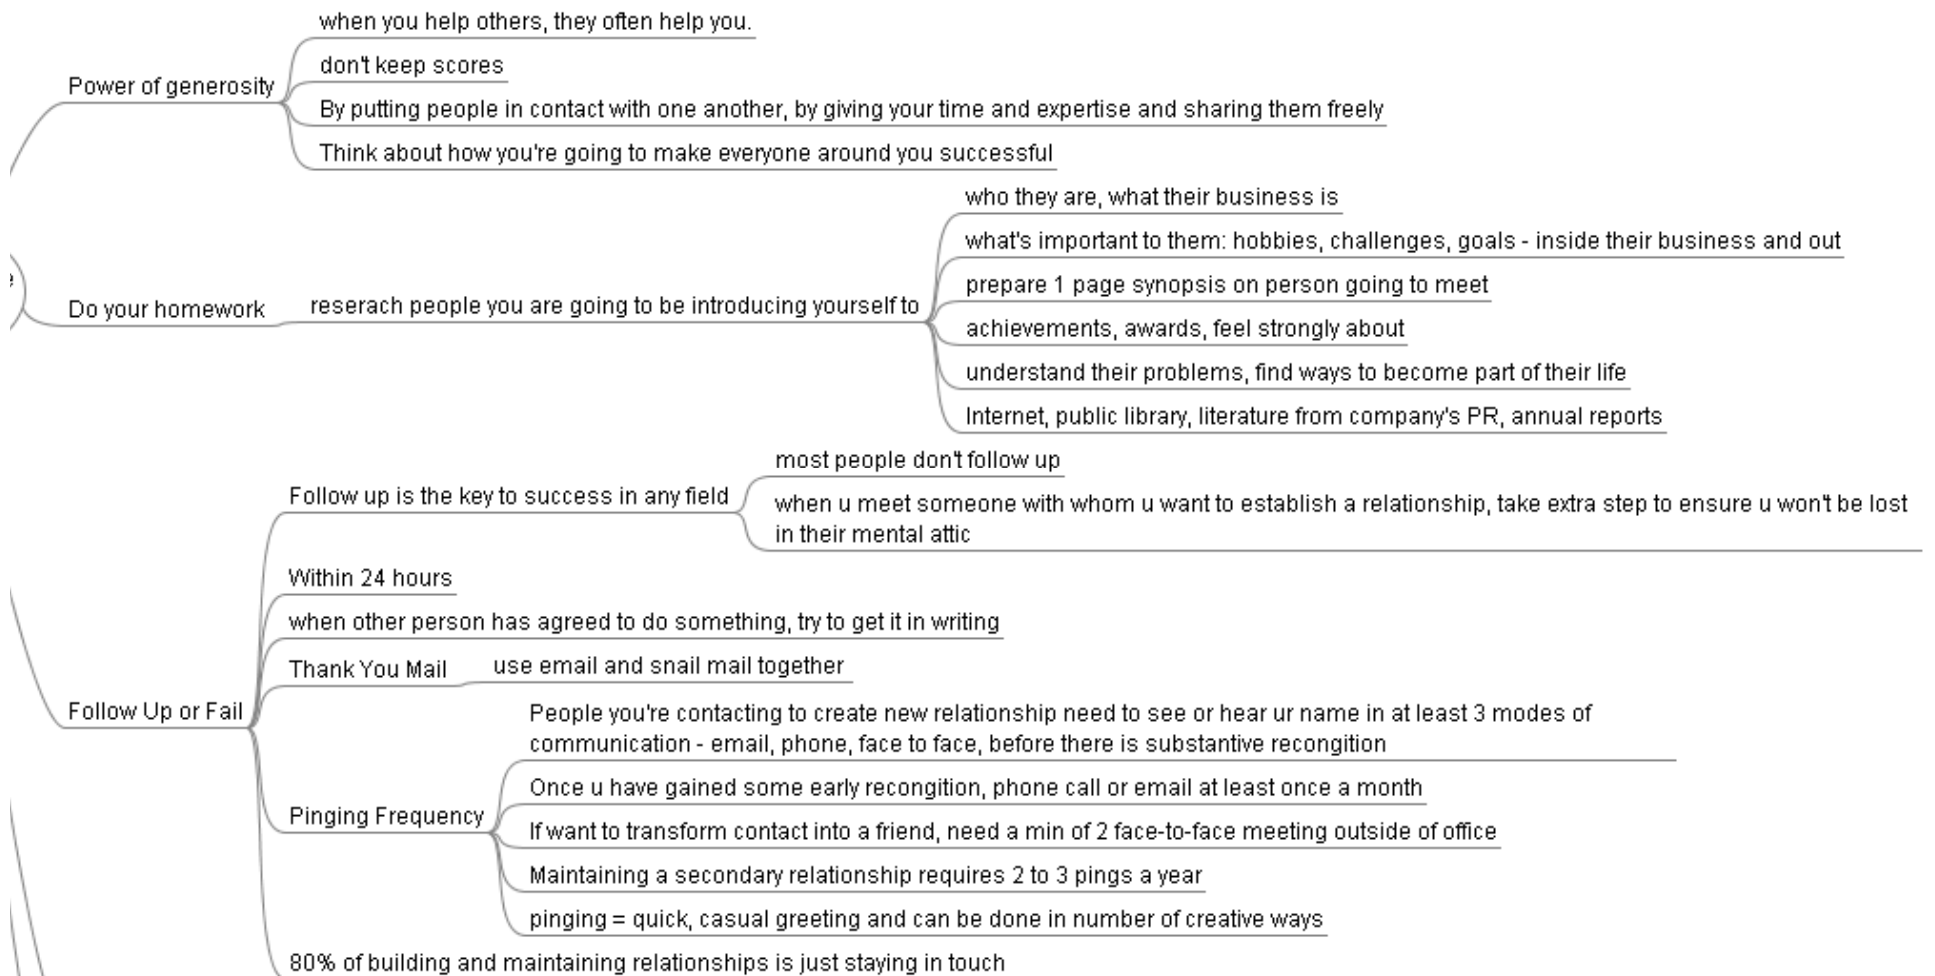 when you help others, they often help you.
don't keep scores
Power of generosity
By putting people in contact with one another, by giving your time and expertise and sharing them freely
Think about how you're going to make everyone around you successful
who they are, what their business is
what's important to them: hobbies, challenges, goals - inside their business and out
prepare 1 page synopsis on person going to meet
Do your homework
reserach people you are going to be introducing yourself to
achievements, awards, feel strongly about
understand their problems, find ways to become part of their life
Internet, public library, literature from company's PR, annual reports
most people don't follow up
Follow up is the key to success in any field
when u meet someone with whom u want to establish a relationship, take extra step to ensure u won't be lost
in their mental attic
Within 24 hours
when other person has agreed to do something, try to get it in writing
Thank You Mail
use email and snail mail together
Follow Up or Fail
People you're contacting to create new relationship need to see or hear ur name in at least 3 modes of
communication - email, phone, face to face, before there is substantive recongition
Once u have gained some early recongition, phone call or email at least once a month
Pinging Frequency
If want to transform contact into a friend, need a min of 2 face-to-face meeting outside of office
Maintaining a secondary relationship requires 2 to 3 pings a year
pinging = quick, casual greeting and can be done in number of creative ways
80% of building and maintaining relationships is just staying in touch